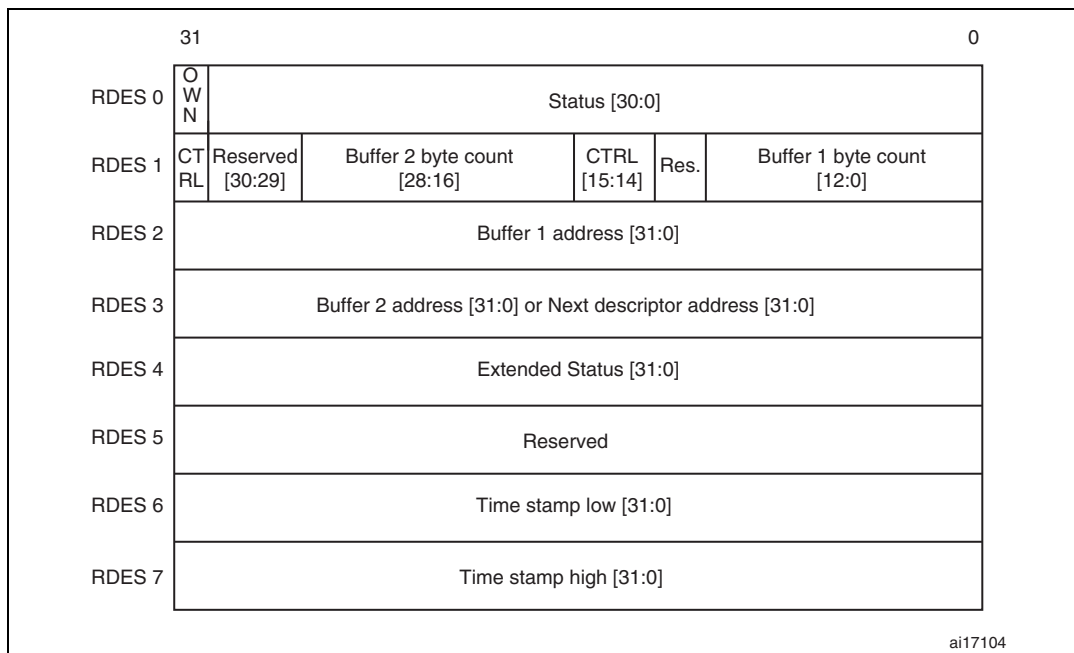 31 0
RDES 0 OWN Status [30:0]
RDES 1 CTRL Reserved [30:29] Buffer 2 byte count [28:16] CTRL [15:14] Res. Buffer 1 byte count [12:0]
RDES 2 Buffer 1 address [31:0]
RDES 3 Buffer 2 address [31:0] or Next descriptor address [31:0]
RDES 4 Extended Status [31:0]
RDES 5 Reserved
RDES 6 Time stamp low [31:0]
RDES 7 Time stamp high [31:0]
ai17104